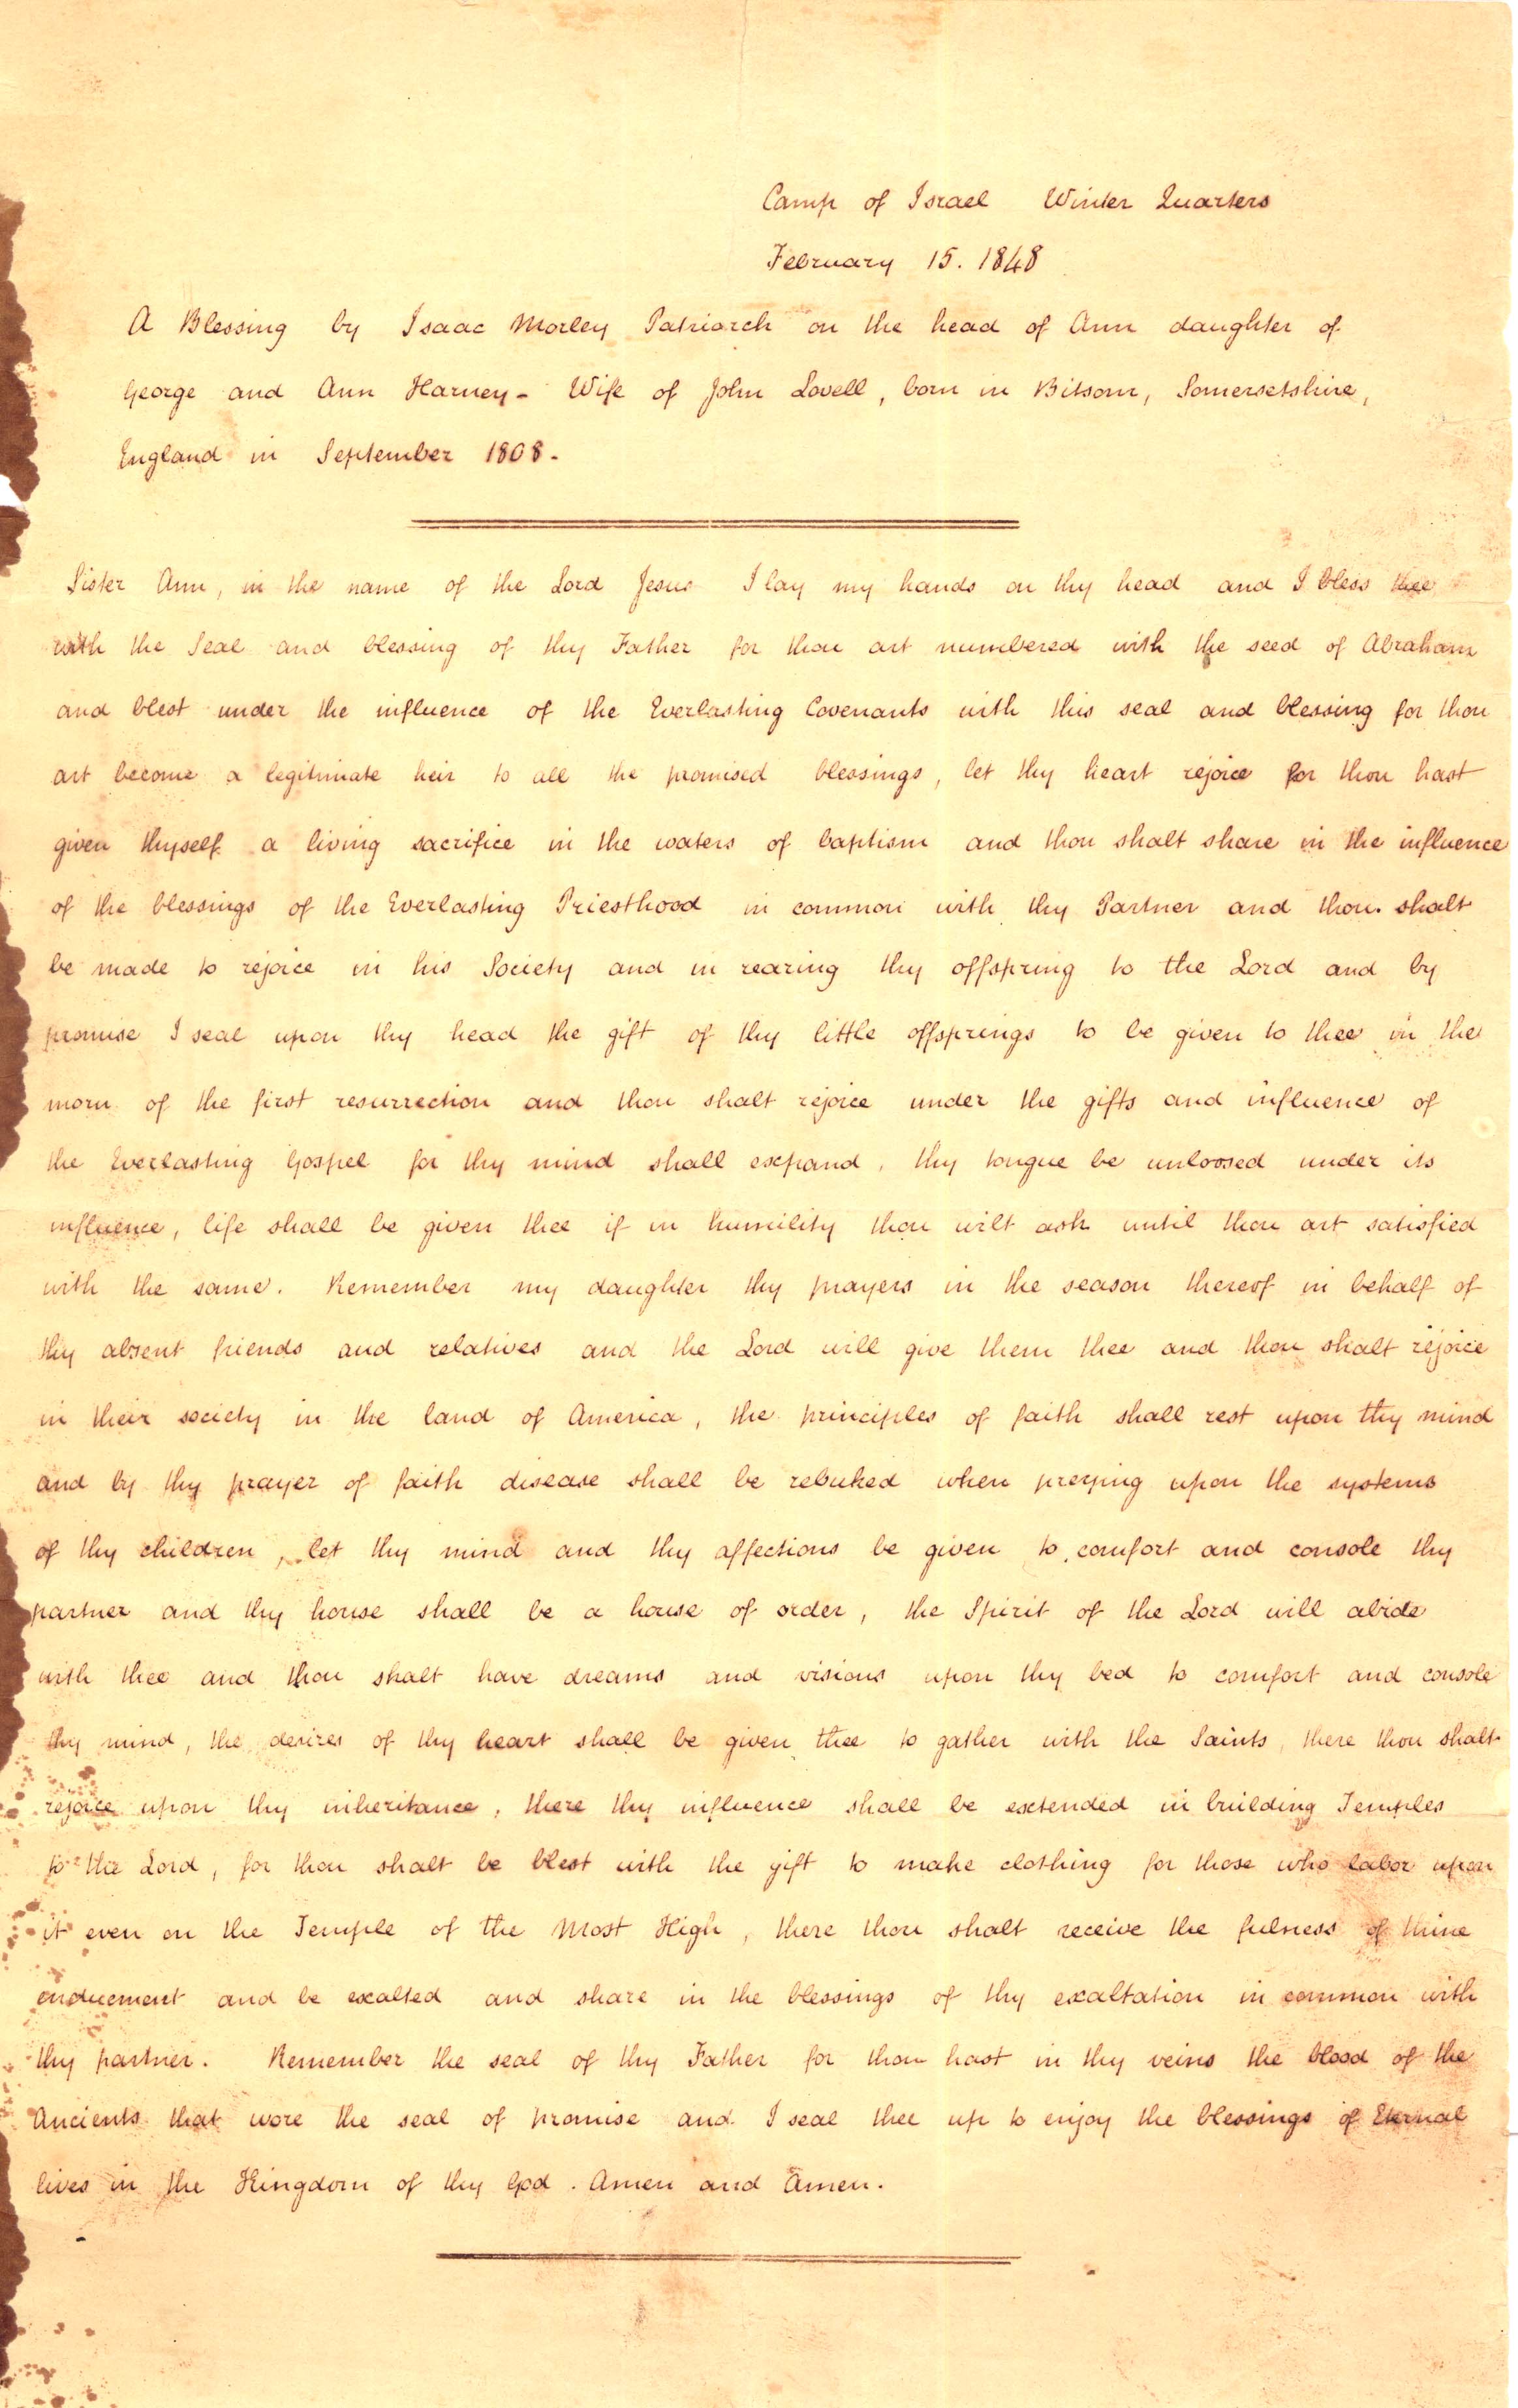 Camp of Israel Winter Quarters
February 15. 1848
A Blessing by Isaac Morley Patriarch on the head of Ann daughter of
George and Ann Harney - Wife of John Lovell, born in Bitsom, Somersetshire,
England in September 1808.
Sister Ann, in the name of the Lord Jesus I lay my hands on thy head and I bless thee
with the Seal and blessing of thy Father for thou art numbered with the seed of Abraham
and blest under the influence of the Everlasting Covenants with this seal and blessing for thou
art become a legitimate heir to all the promised blessings, let thy heart rejoice for thou hast
given thyself a living sacrifice in the waters of baptism and thou shalt share in the influence
of the blessings of the Everlasting Priesthood in common with thy Partner and thou shalt
be made to rejoice in his Society and in rearing thy offspring to the Lord and by
promise I seal upon thy head the gift of thy little offsprings to be given to thee in the
morn of the first resurrection and thou shalt rejoice under the gifts and influence of
the Everlasting Gospel for thy mind shall expand, thy tongue be unloosed under its
influence, life shall be given thee if in humility thou wilt ask until thou art satisfied
with the same. Remember my daughter thy prayers in the season thereof in behalf of
thy absent friends and relatives and the Lord will give them thee and thou shalt rejoice
in their society in the land of America, the principles of faith shall rest upon thy mind
and by thy prayer of faith disease shall be rebuked when preying upon the systems
of thy children, let thy mind and thy affections be given to comfort and console thy
partner and thy house shall be a house of order, the Spirit of the Lord will abide
with thee and thou shalt have dreams and visions upon thy bed to comfort and console
thy mind, the desires of thy heart shall be given thee to gather with the Saints, there thou shalt
rejoice upon thy inheritance, there thy influence shall be extended in building Temples
to the Lord, for thou shalt be blest with the gift to make clothing for those who labor upon
it even on the Temple of the Most High, there thou shalt receive the fulness of thine
enducement and be exalted and share in the blessings of thy exaltation in common with
thy partner. Remember the seal of thy Father for thou hast in thy veins the blood of the
Ancients that wore the seal of promise and I seal thee up to enjoy the blessings of Eternal
lives in the Kingdom of thy God. Amen and Amen.